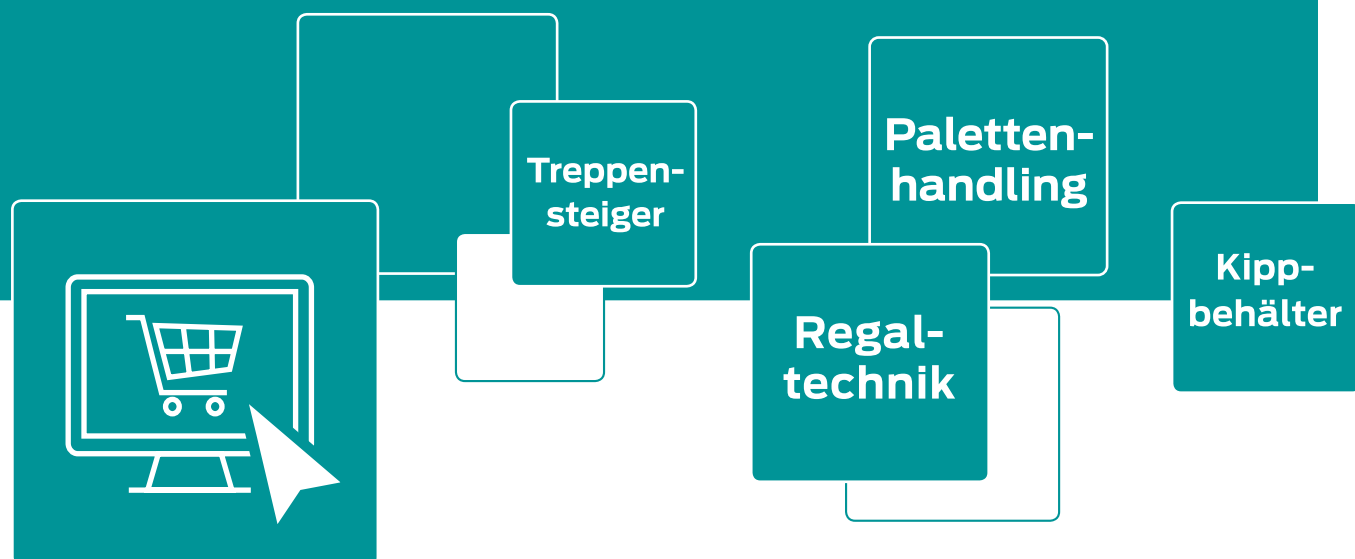 Treppen-
steiger
Paletten-
handling
Regal-
technik
Kipp-
behälter